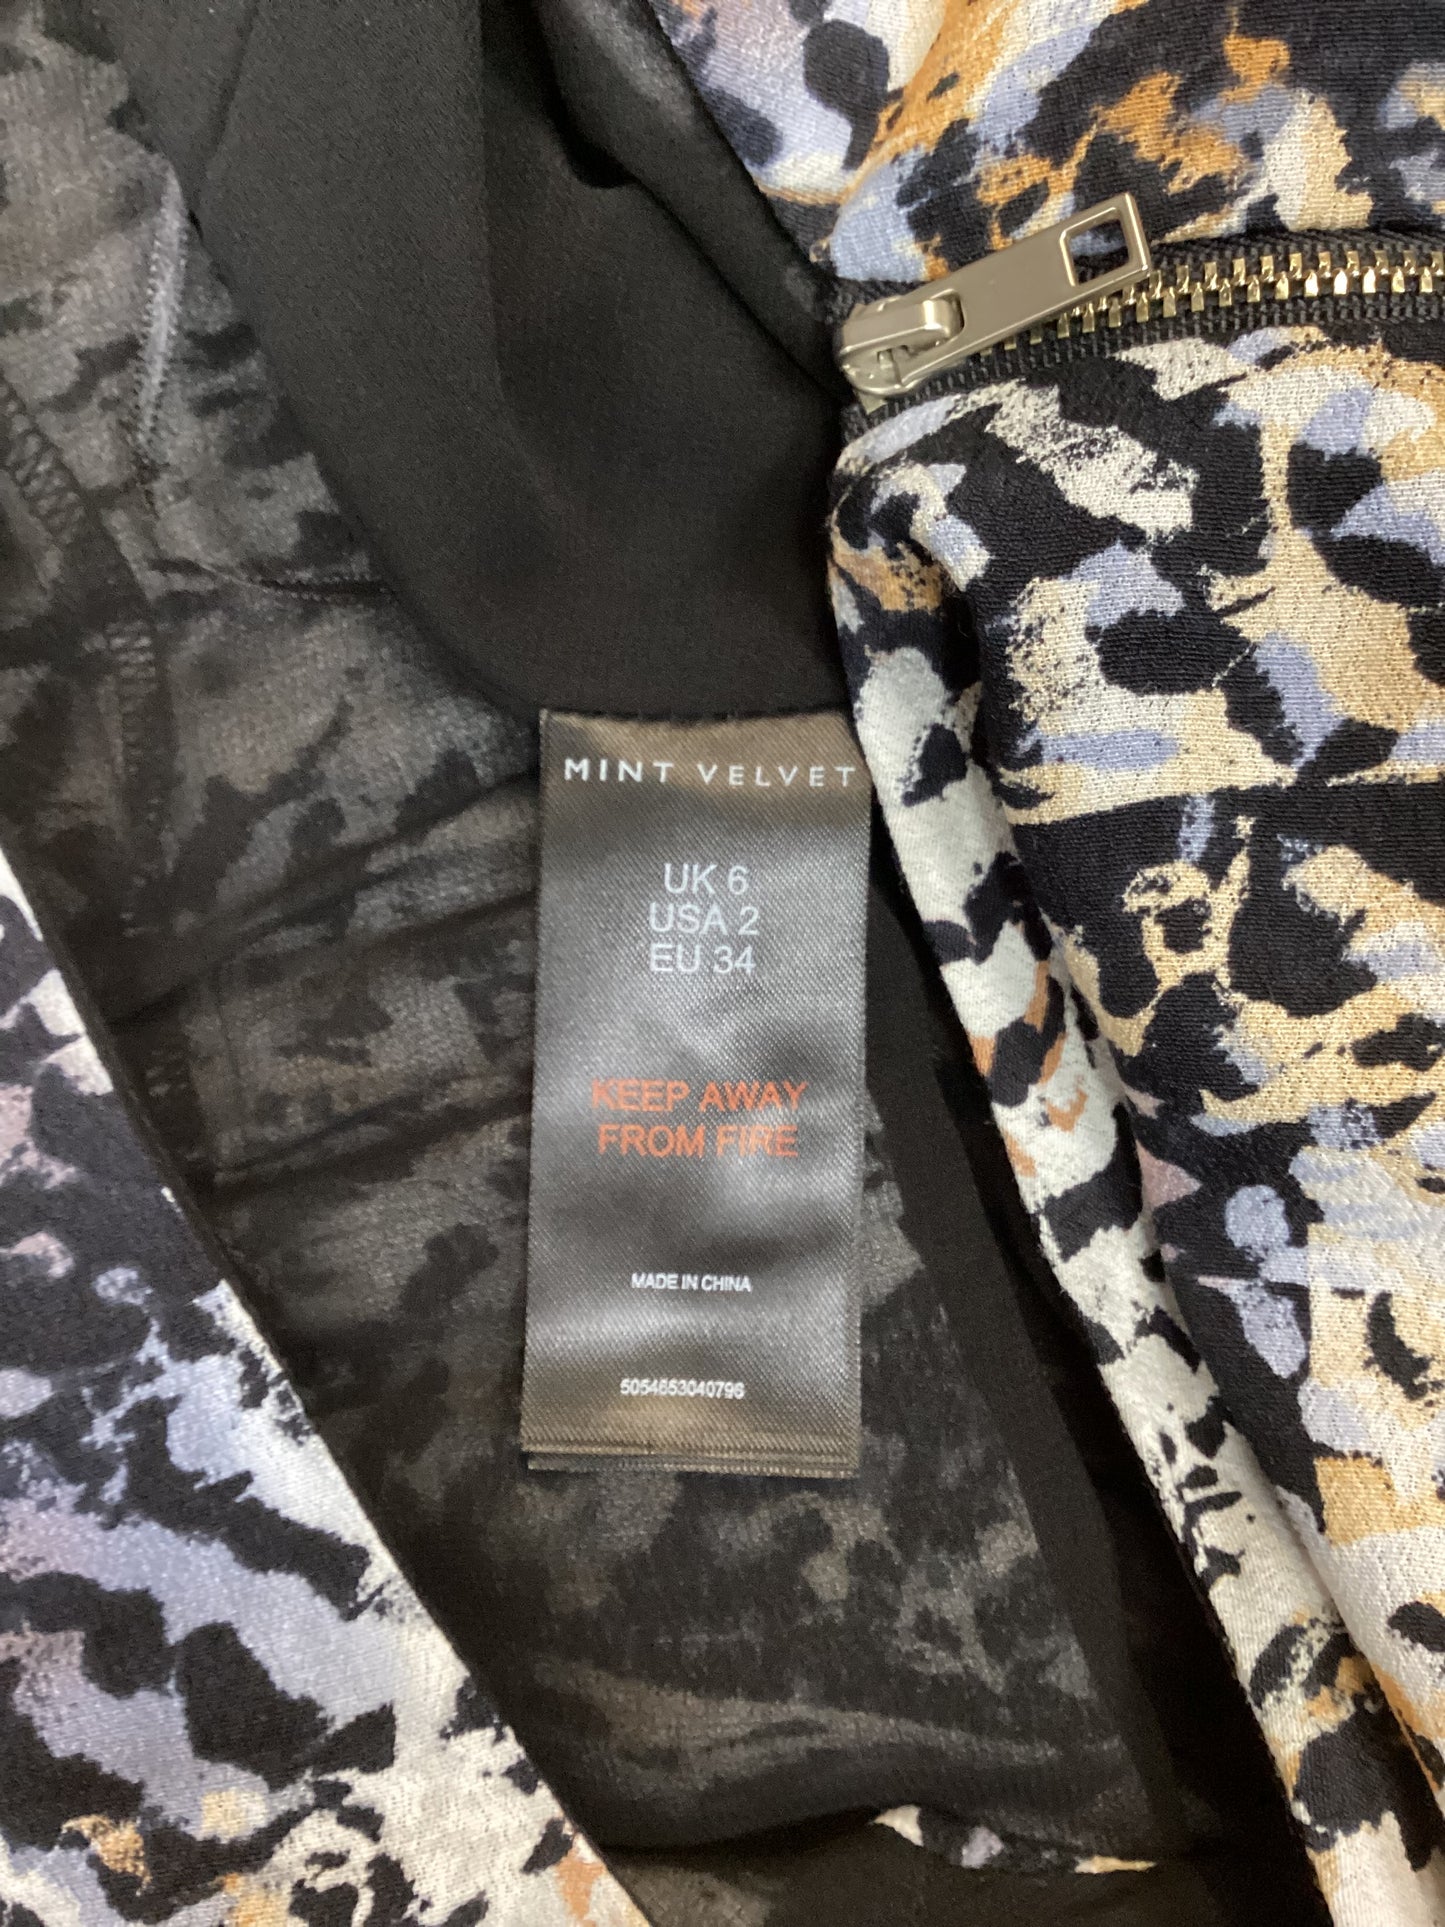 MINT VELVET
UK 6
USA 2
EU 34
KEEP AWAY
FROM FIRE
MADE IN CHINA
5054653040796